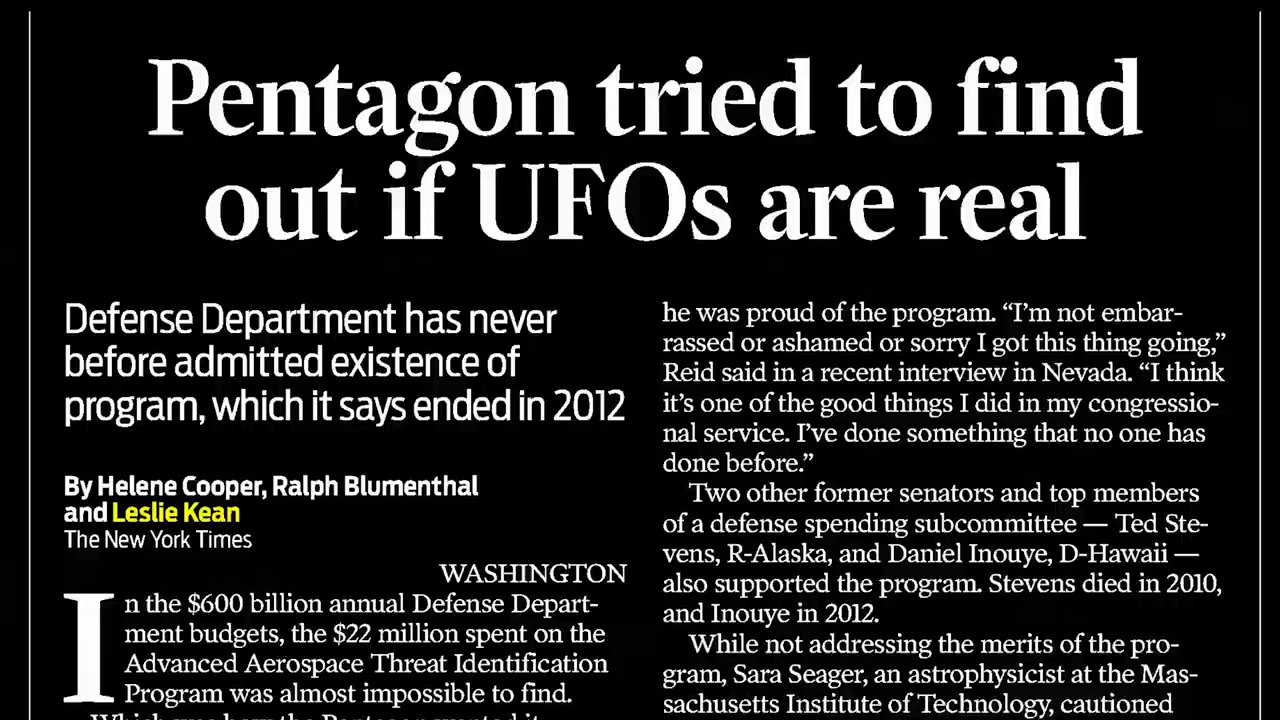 Pentagon tried to find
out if UFOs are real
Defense Department has never
before admitted existence of
program, which it says ended in 2012
By Helene Cooper, Ralph Blumenthal
and Leslie Kean
The New York Times
WASHINGTON
In the $600 billion annual Defense Depart-
ment budgets, the $22 million spent on the
Advanced Aerospace Threat Identification
Program was almost impossible to find.
Which was how the Pentagon wanted it.
he was proud of the program. “I’m not embar-
rassed or ashamed or sorry I got this thing going,”
Reid said in a recent interview in Nevada. “I think
it’s one of the good things I did in my congressio-
nal service. I’ve done something that no one has
done before.”
Two other former senators and top members
of a defense spending subcommittee — Ted Ste-
vens, R-Alaska, and Daniel Inouye, D-Hawaii —
also supported the program. Stevens died in 2010,
and Inouye in 2012.
While not addressing the merits of the pro-
gram, Sara Seager, an astrophysicist at the Mas-
sachusetts Institute of Technology, cautioned